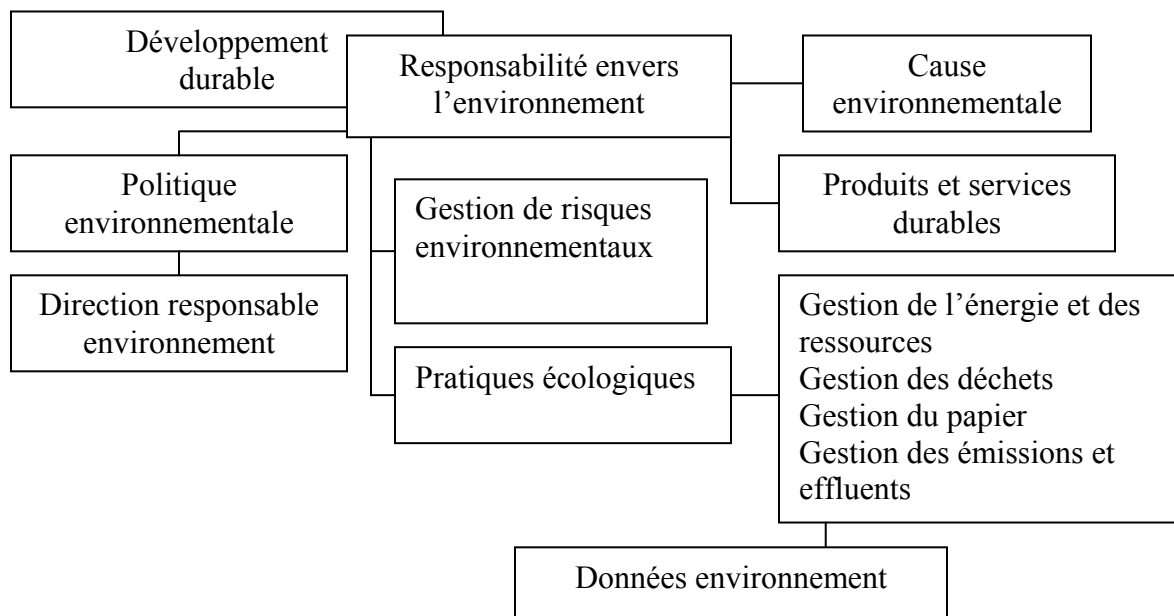 Développement
durable
Responsabilité envers
l’environnement
Cause
environnementale
Politique
environnementale
Gestion de risques
environnementaux
Produits et services
durables
Direction responsable
environnement
Pratiques écologiques
Gestion de l’énergie et des
ressources
Gestion des déchets
Gestion du papier
Gestion des émissions et
effluents
Données environnement